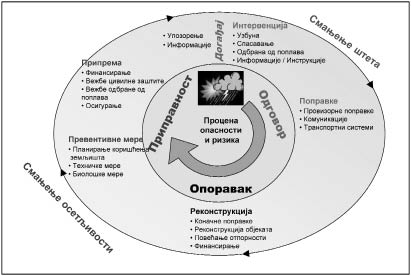 Догађај
• Упозорење
• Информације
Интервенција
• Узбуна
• Спасавање
• Одбрана од поплава
• Информације / Инструкције
Смањење штета
Припрема
• Финансирање
• Вежбе цивилне заштите
• Вежбе одбране од
поплава
• Осигурање
Приправност
Одговор
Процена
опасности
и ризика
Поправке
• Провизорне поправке
• Комуникације
• Транспортни системи
Превентивне мере
• Планирање коришћења
земљишта
• Техничке мере
• Биолошке мере
Опоравак
Смањење осетљивости
Реконструкција
• Коначне поправке
• Реконструкција објеката
• Повећање отпорности
• Финансирање